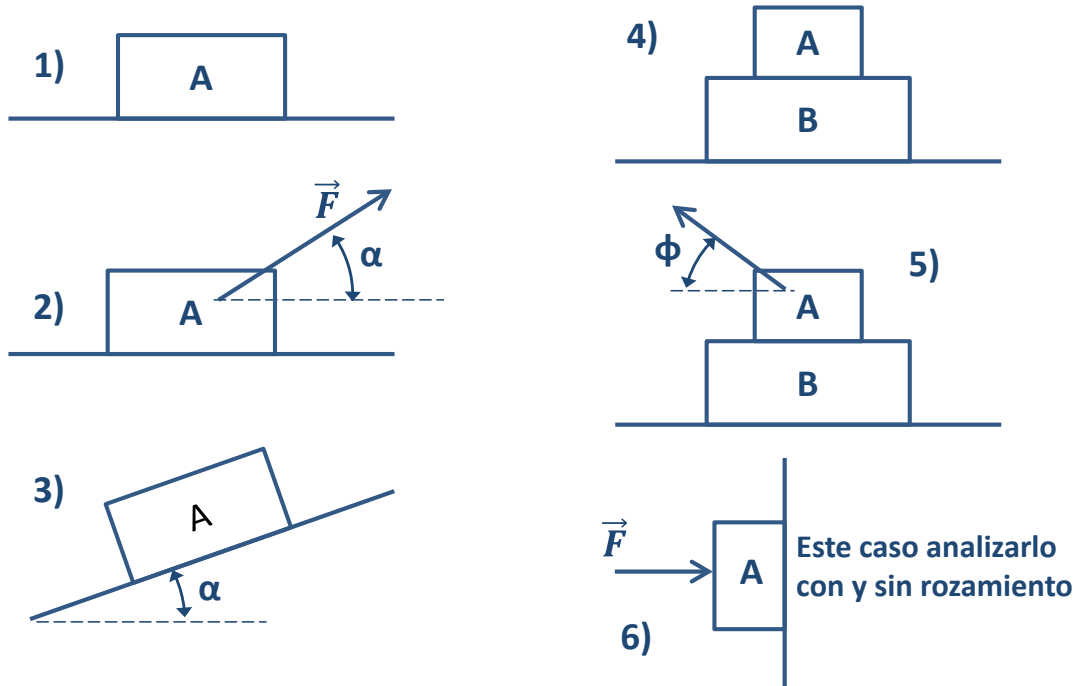 1)
A
2)
A
F
α
3)
A
α
4)
A
B
5)
ϕ
A
B
6)
F
A
Este caso analizarlo
con y sin rozamiento